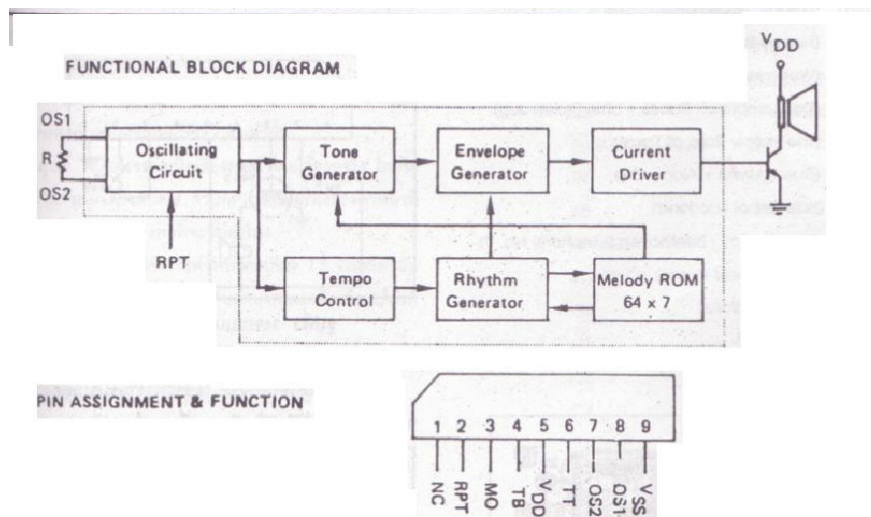 FUNCTIONAL BLOCK DIAGRAM
VDD
OS1
R
OS2
Oscillating
Circuit
Tone
Generator
Envelope
Generator
Current
Driver
RPT
Tempo
Control
Rhythm
Generator
Melody ROM
64 x 7
PIN ASSIGNMENT & FUNCTION
1 2 3 4 5 6 7 8 9
NC RPT MO TB VDD TT OS2 OS1 VSS